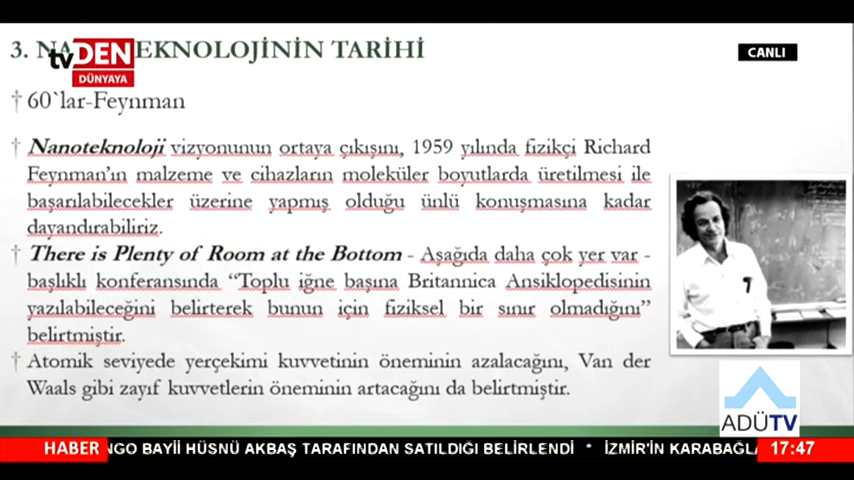 3. NA EKNOLOJİNİN TARİHİ
tvDEN
DÜNYAYA
CANLI
† 60`lar-Feynman
† Nanoteknoloji vizyonunun ortaya çıkışını, 1959 yılında fizikçi Richard
Feynman’ın malzeme ve cihazların moleküler boyutlarda üretilmesi ile
başarılabilecekler üzerine yapmış olduğu ünlü konuşmasına kadar
dayandırabiliriz.
† There is Plenty of Room at the Bottom - Aşağıda daha çok yer var -
başlıklı konferansında “Toplu iğne başına Britannica Ansiklopedisinin
yazılabileceğini belirterek bunun için fiziksel bir sınır olmadığını”
belirtmiştir.
† Atomik seviyede yerçekimi kuvvetinin öneminin azalacağını, Van der
Waals gibi zayıf kuvvetlerin öneminin artacağını da belirtmiştir.
ADÜTV
HABER NGO BAYİİ HÜSNÜ AKBAŞ TARAFINDAN SATILDIĞI BELİRLENDİ * İZMİR'İN KARABAĞLA 17:47